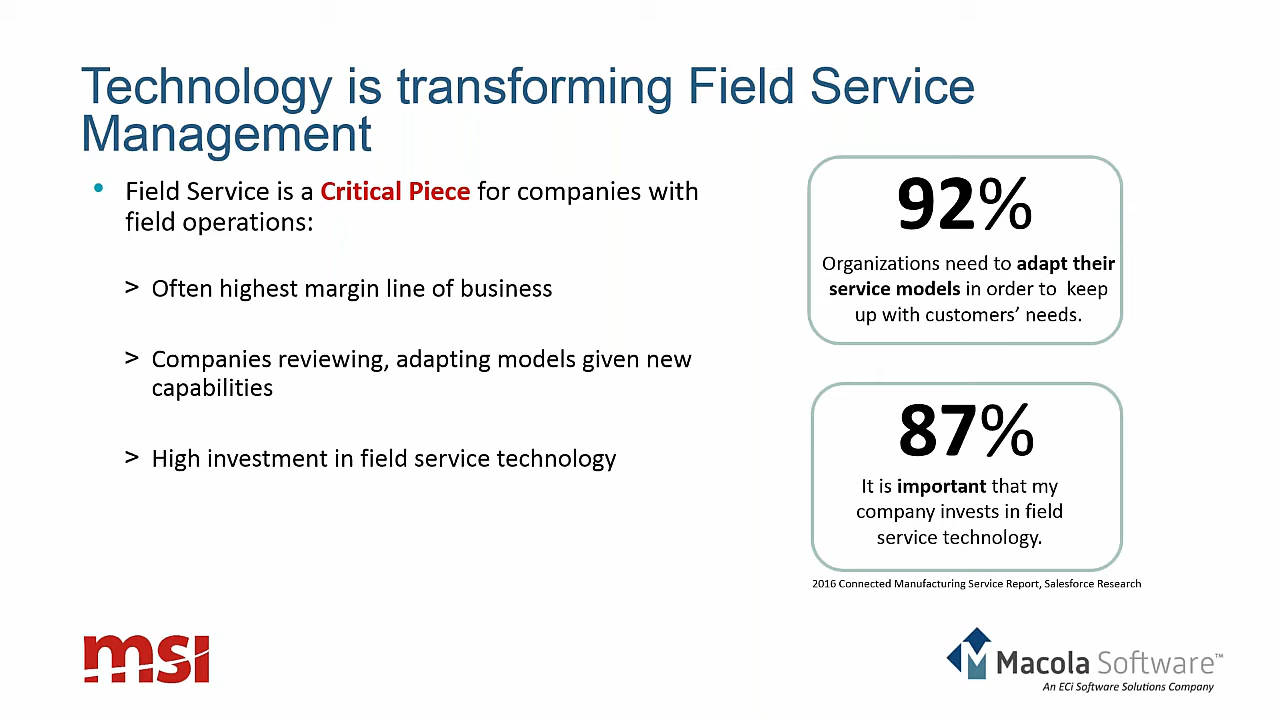 Technology is transforming Field Service
Management
• Field Service is a Critical Piece for companies with
field operations:
> Often highest margin line of business
> Companies reviewing, adapting models given new
capabilities
> High investment in field service technology
92%
Organizations need to adapt their
service models in order to keep
up with customers’ needs.
87%
It is important that my
company invests in field
service technology.
2016 Connected Manufacturing Service Report, Salesforce Research
msi
Macola Software™
An ECi Software Solutions Company